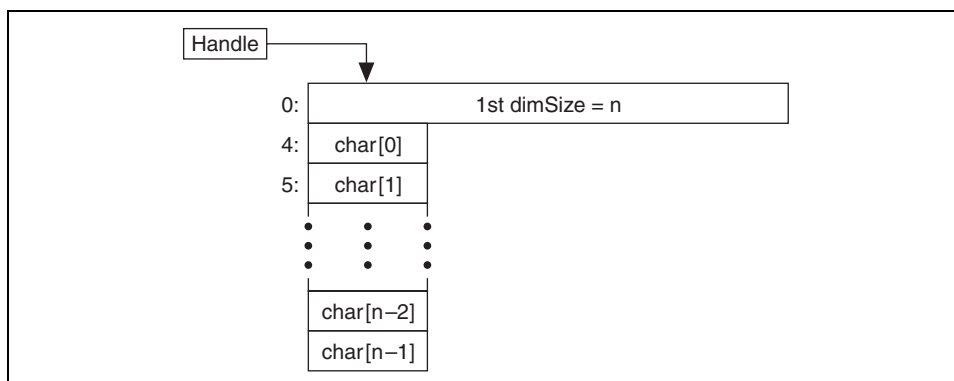 Handle
0: 1st dimSize = n
4: char[0]
5: char[1]
char[n–2]
char[n–1]